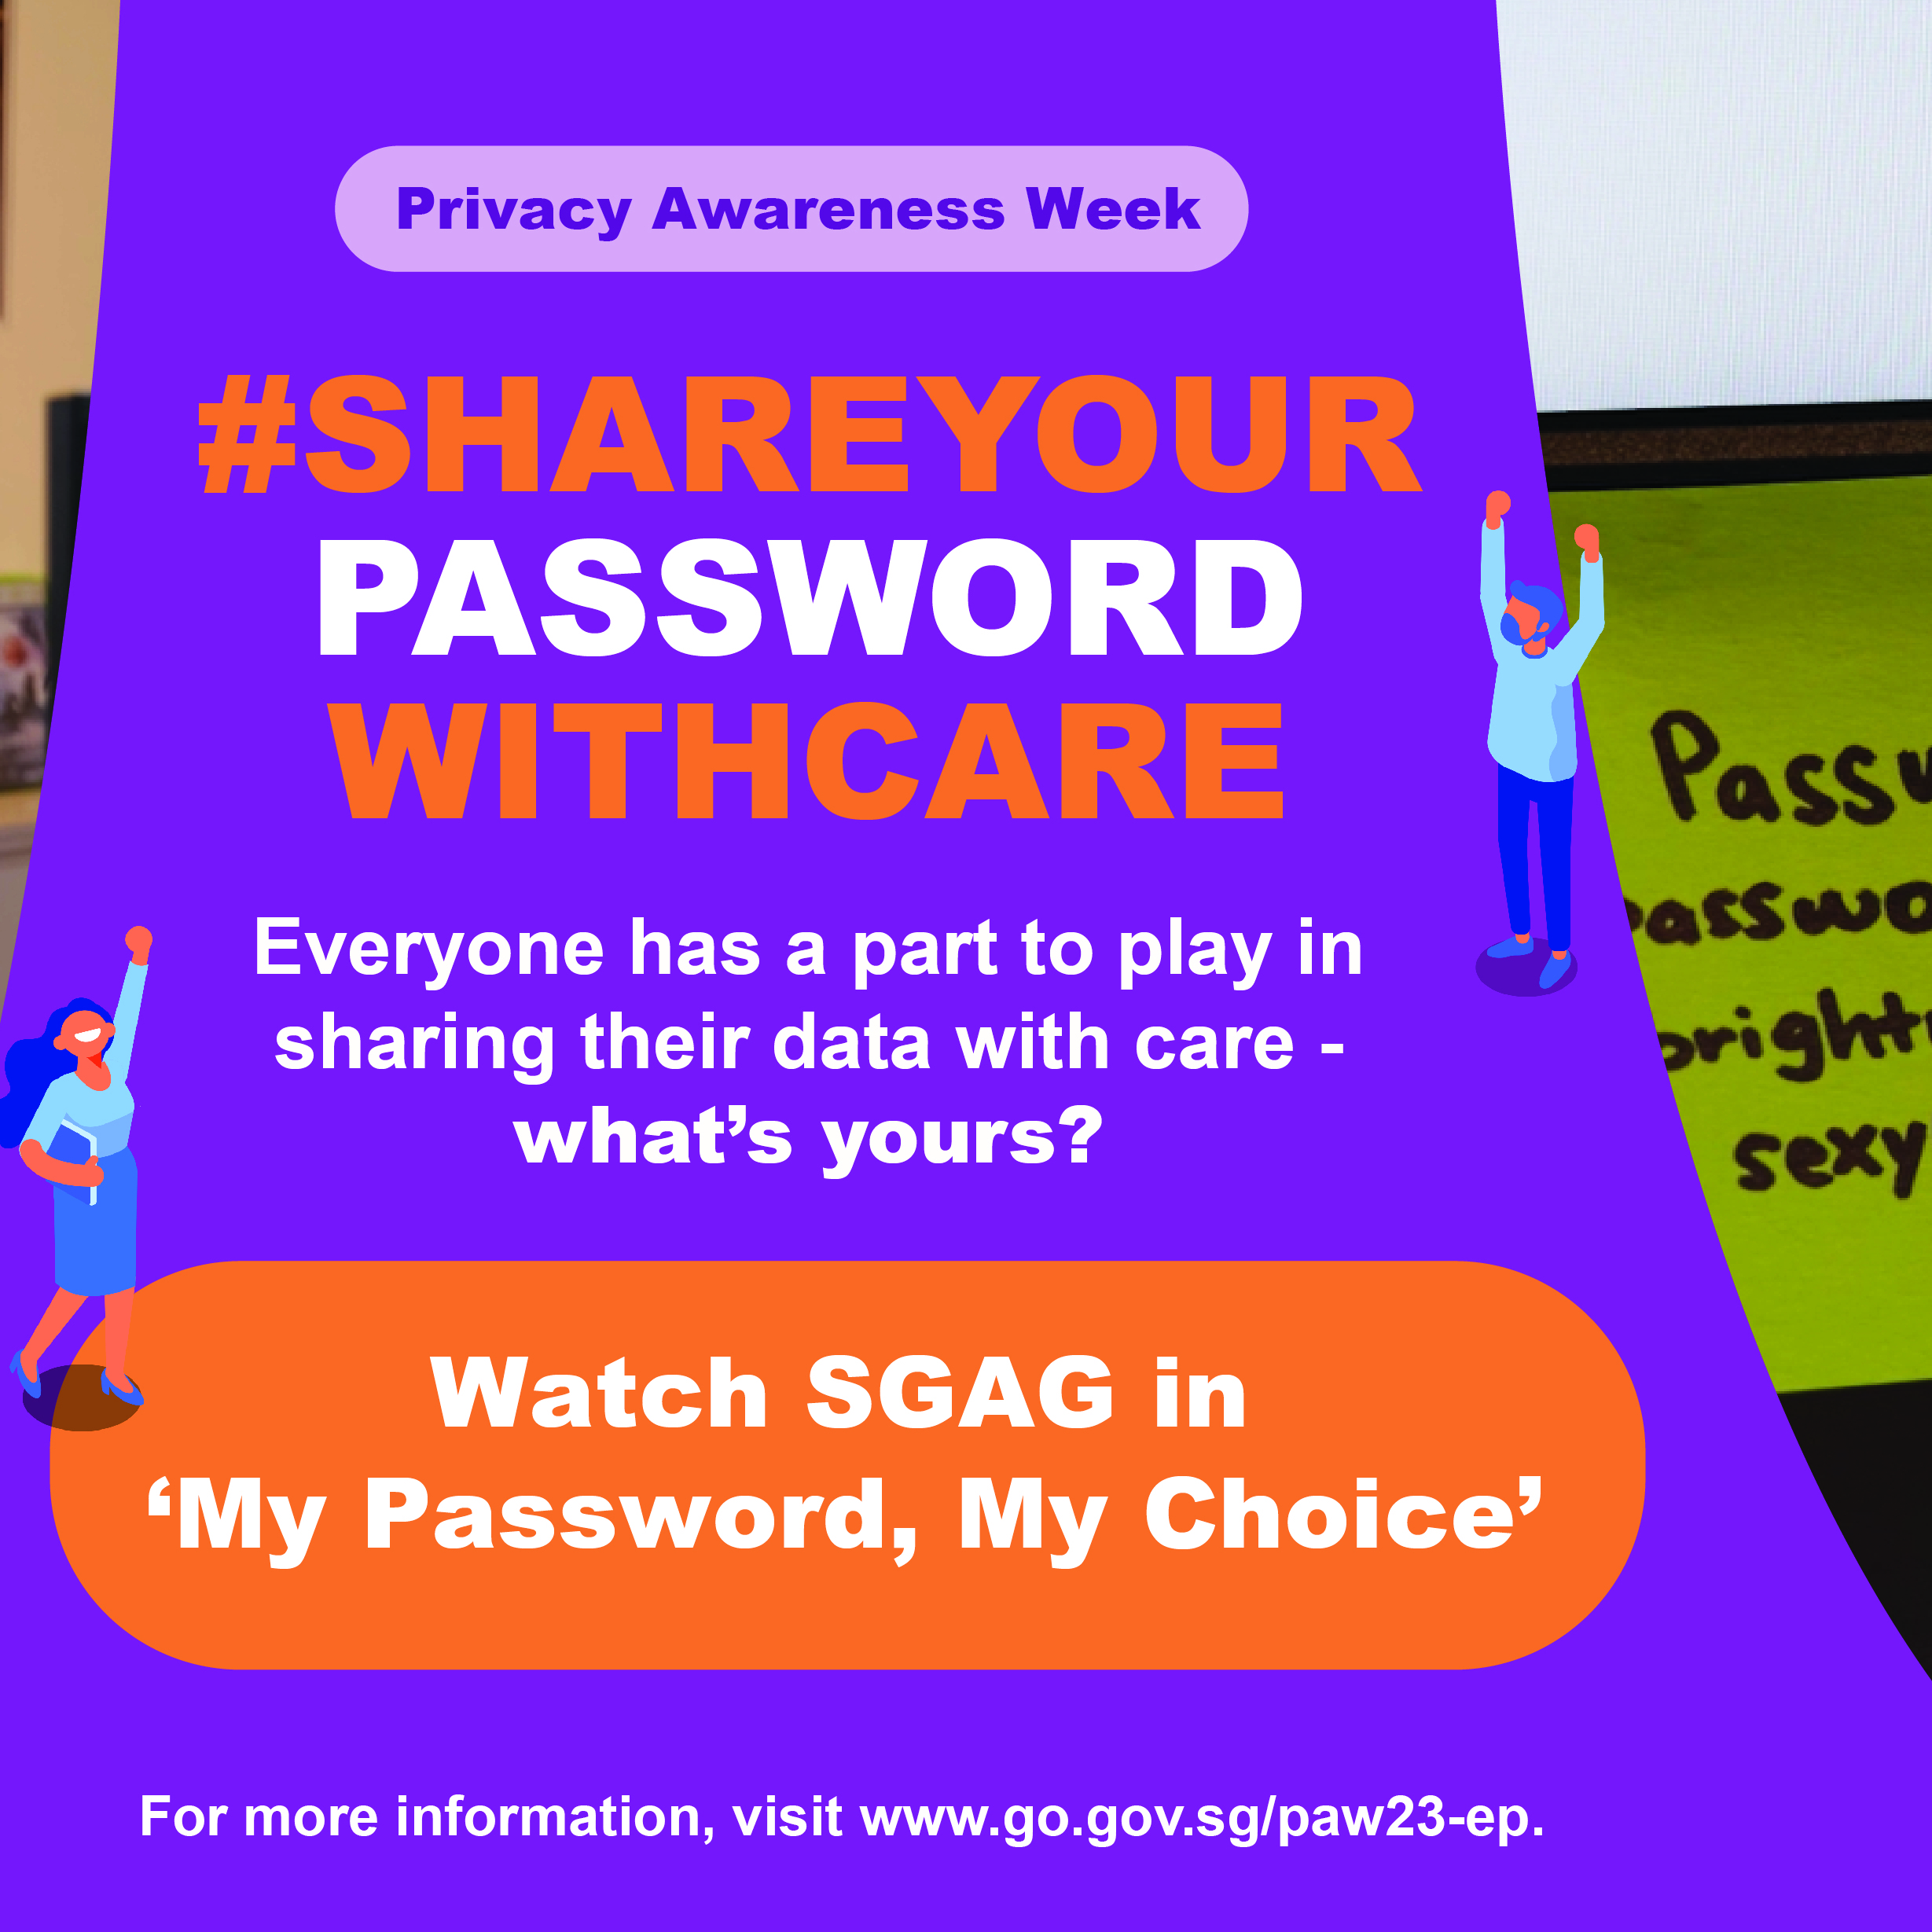 Privacy Awareness Week
#SHAREYOUR
PASSWORD
WITHCARE
Everyone has a part to play in
sharing their data with care -
what’s yours?
Watch SGAG in
‘My Password, My Choice’
For more information, visit www.go.gov.sg/paw23-ep.
sexy